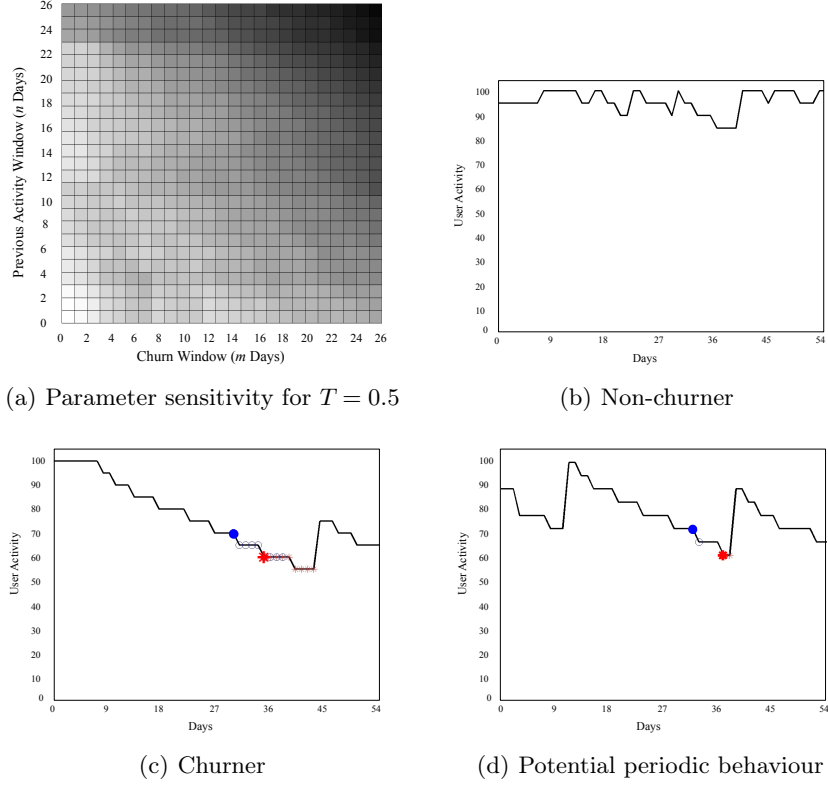 26
24
22
20
18
16
14
12
10
8
6
4
2
0
Previous Activity Window (n Days)
0 2 4 6 8 10 12 14 16 18 20 22 24 26
Churn Window (m Days)
(a) Parameter sensitivity for T = 0.5
100
90
80
70
60
50
40
30
20
10
0
User Activity
0 9 18 27 36 45 54
Days
(b) Non-churner
100
90
80
70
60
50
40
30
20
10
0
User Activity
0 9 18 27 36 45 54
Days
(c) Churner
100
90
80
70
60
50
40
30
20
10
0
User Activity
0 9 18 27 36 45 54
Days
(d) Potential periodic behaviour